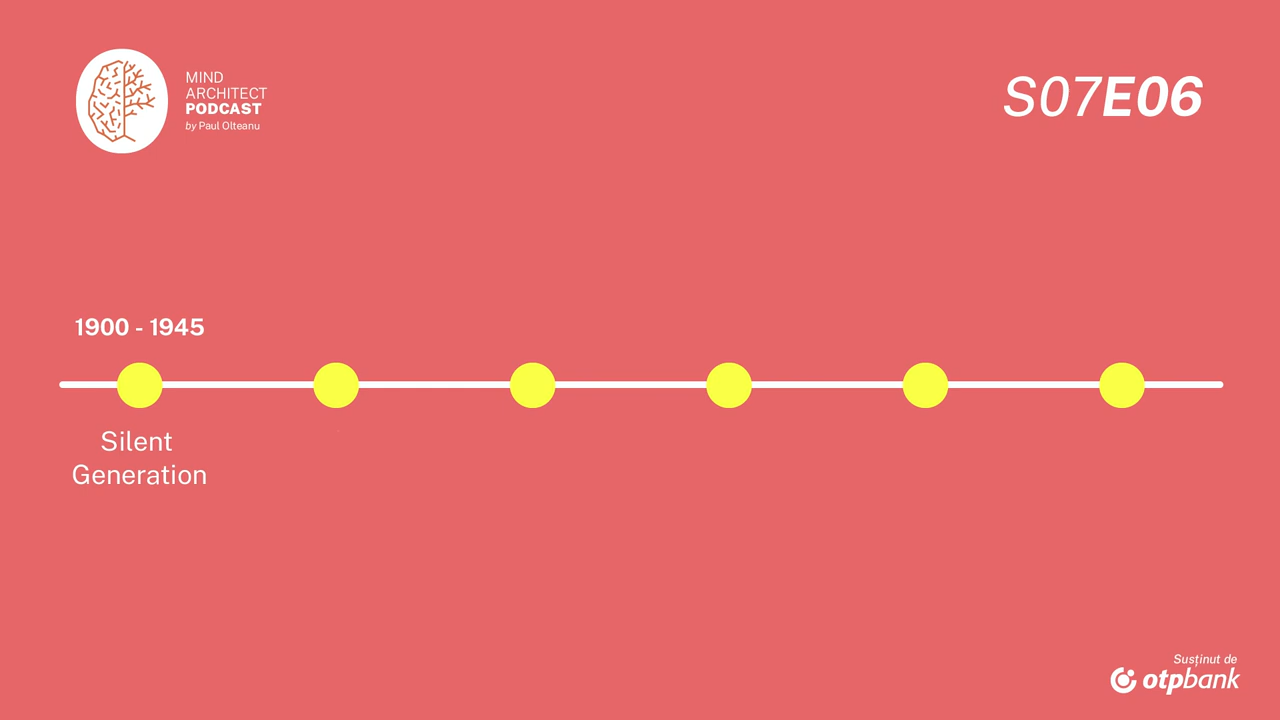 MIND
ARCHITECT
PODCAST
by Paul Olteanu
S07E06
1900 - 1945
Silent
Generation
Susținut de
otpbank